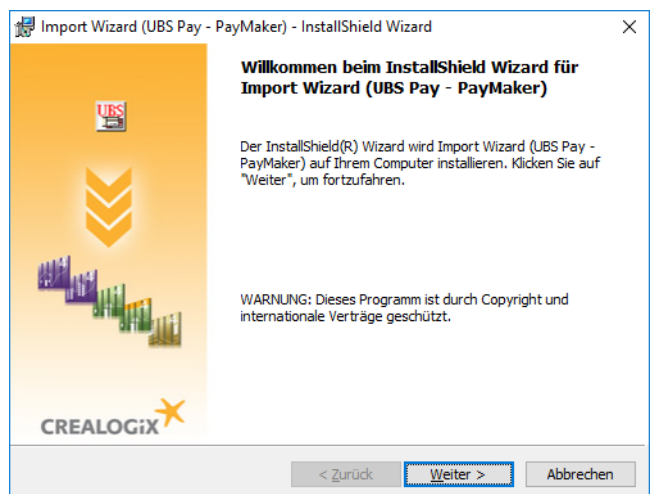 Import Wizard (UBS Pay - PayMaker) - InstallShield Wizard
Willkommen beim InstallShield Wizard für
Import Wizard (UBS Pay - PayMaker)
UBS
Der InstallShield(R) Wizard wird Import Wizard (UBS Pay -
PayMaker) auf Ihrem Computer installieren. Klicken Sie auf
"Weiter", um fortzufahren.
WARNUNG: Dieses Programm ist durch Copyright und
internationale Verträge geschützt.
CREALOGiX
< Zurück
Weiter >
Abbrechen